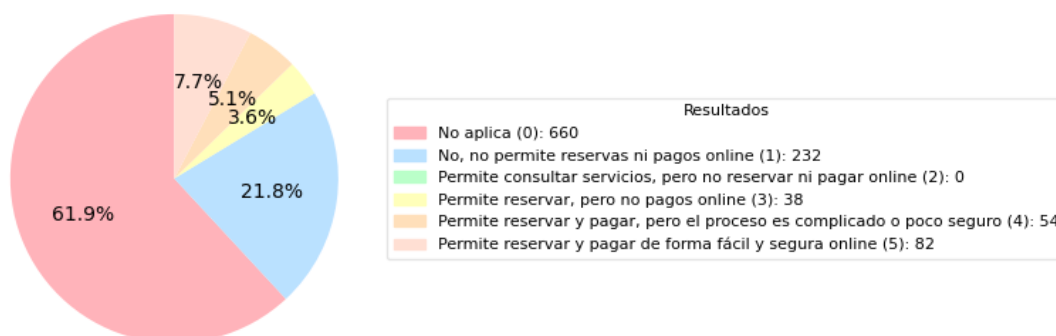 7.7%
5.1%
3.6%
21.8%
61.9%
Resultados
No aplica (0): 660
No, no permite reservas ni pagos online (1): 232
Permite consultar servicios, pero no reservar ni pagar online (2): 0
Permite reservar, pero no pagos online (3): 38
Permite reservar y pagar, pero el proceso es complicado o poco seguro (4): 54
Permite reservar y pagar de forma fácil y segura online (5): 82